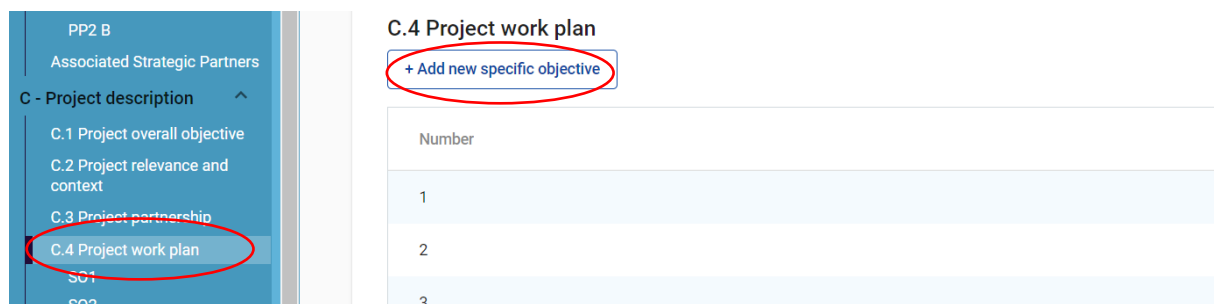 PP2 B
Associated Strategic Partners
C - Project description
C.1 Project overall objective
C.2 Project relevance and
context
C.3 Project partnership
C.4 Project work plan
SO1
SO2
C.4 Project work plan
+ Add new specific objective
Number
1
2
3